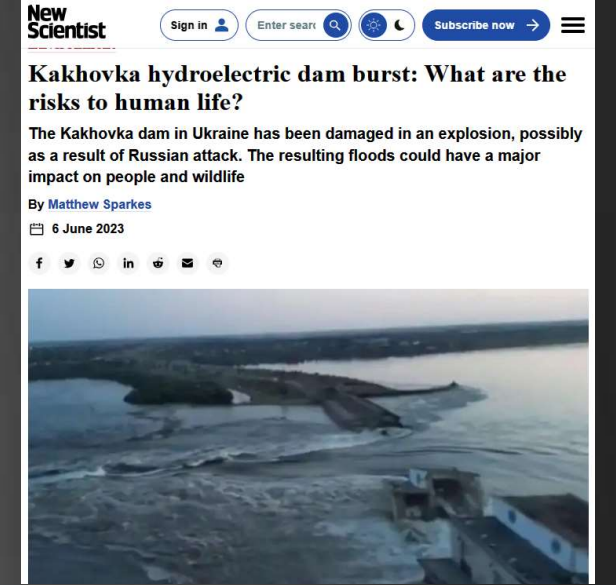 New
Scientist
Sign in
Enter searc
Subscribe now
Kakhovka hydroelectric dam burst: What are the
risks to human life?
The Kakhovka dam in Ukraine has been damaged in an explosion, possibly
as a result of Russian attack. The resulting floods could have a major
impact on people and wildlife
By Matthew Sparkes
6 June 2023